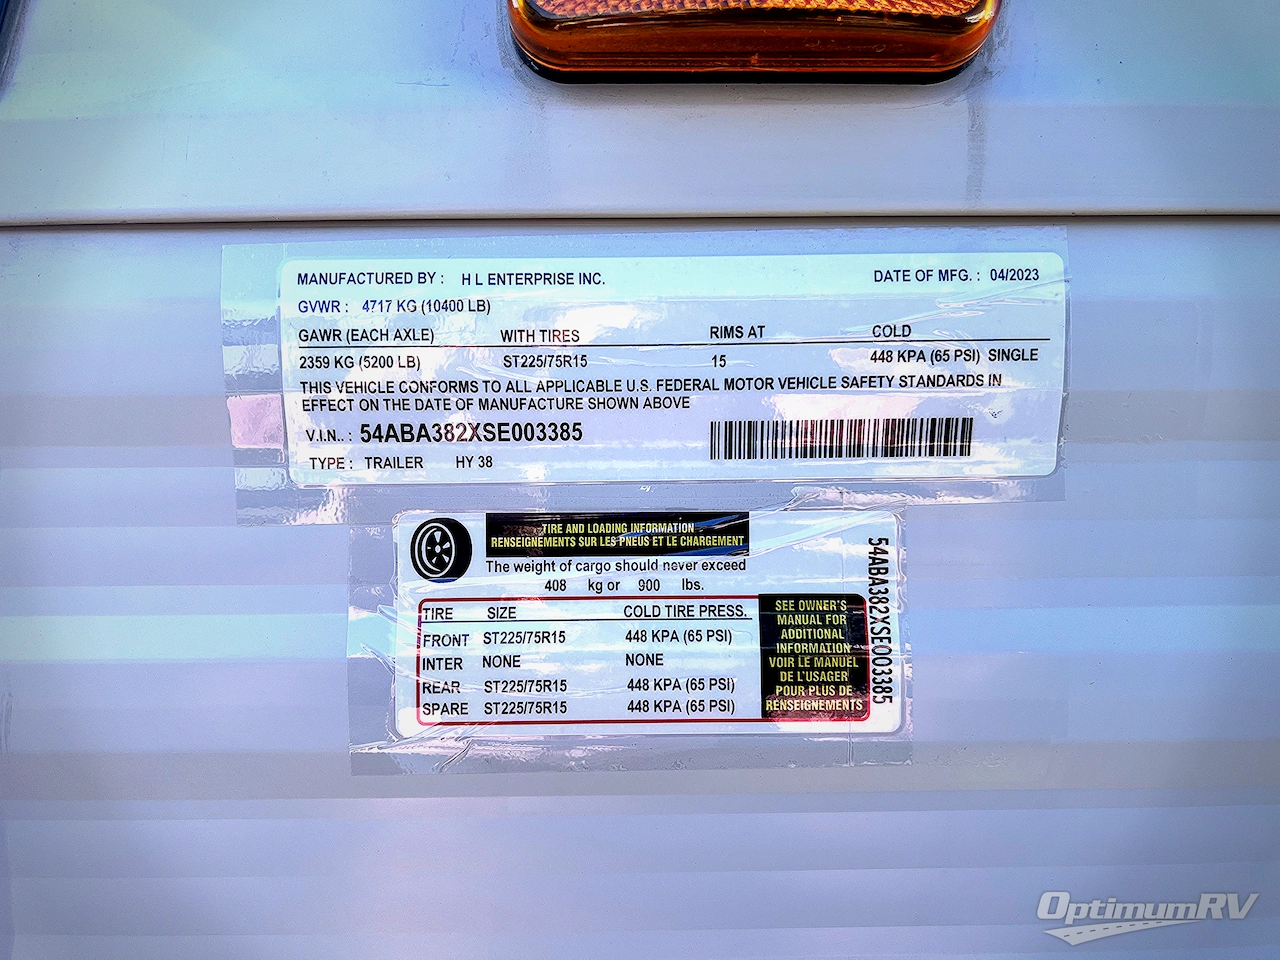 MANUFACTURED BY : H L ENTERPRISE INC. DATE OF MFG. : 04/2023
GVWR : 4717 KG (10400 LB)
GAWR (EACH AXLE) WITH TIRES RIMS AT COLD
2359 KG (5200 LB) ST225/75R15 15 448 KPA (65 PSI) SINGLE
THIS VEHICLE CONFORMS TO ALL APPLICABLE U.S. FEDERAL MOTOR VEHICLE SAFETY STANDARDS IN
EFFECT ON THE DATE OF MANUFACTURE SHOWN ABOVE
V.I.N.. : 54ABA382XSE003385
TYPE : TRAILER HY 38
TIRE AND LOADING INFORMATION
RENSEIGNEMENTS SUR LES PNEUS ET LE CHARGEMENT
The weight of cargo should never exceed
408 kg or 900 lbs.
TIRE SIZE COLD TIRE PRESS.
FRONT ST225/75R15 448 KPA (65 PSI)
INTER NONE NONE
REAR ST225/75R15 448 KPA (65 PSI)
SPARE ST225/75R15 448 KPA (65 PSI)
SEE OWNER'S
MANUAL FOR
ADDITIONAL
INFORMATION
VOIR LE MANUEL
DE L'USAGER
POUR PLUS DE
RENSEIGNEMENTS
54ABA382XSE003385
OptimumRV